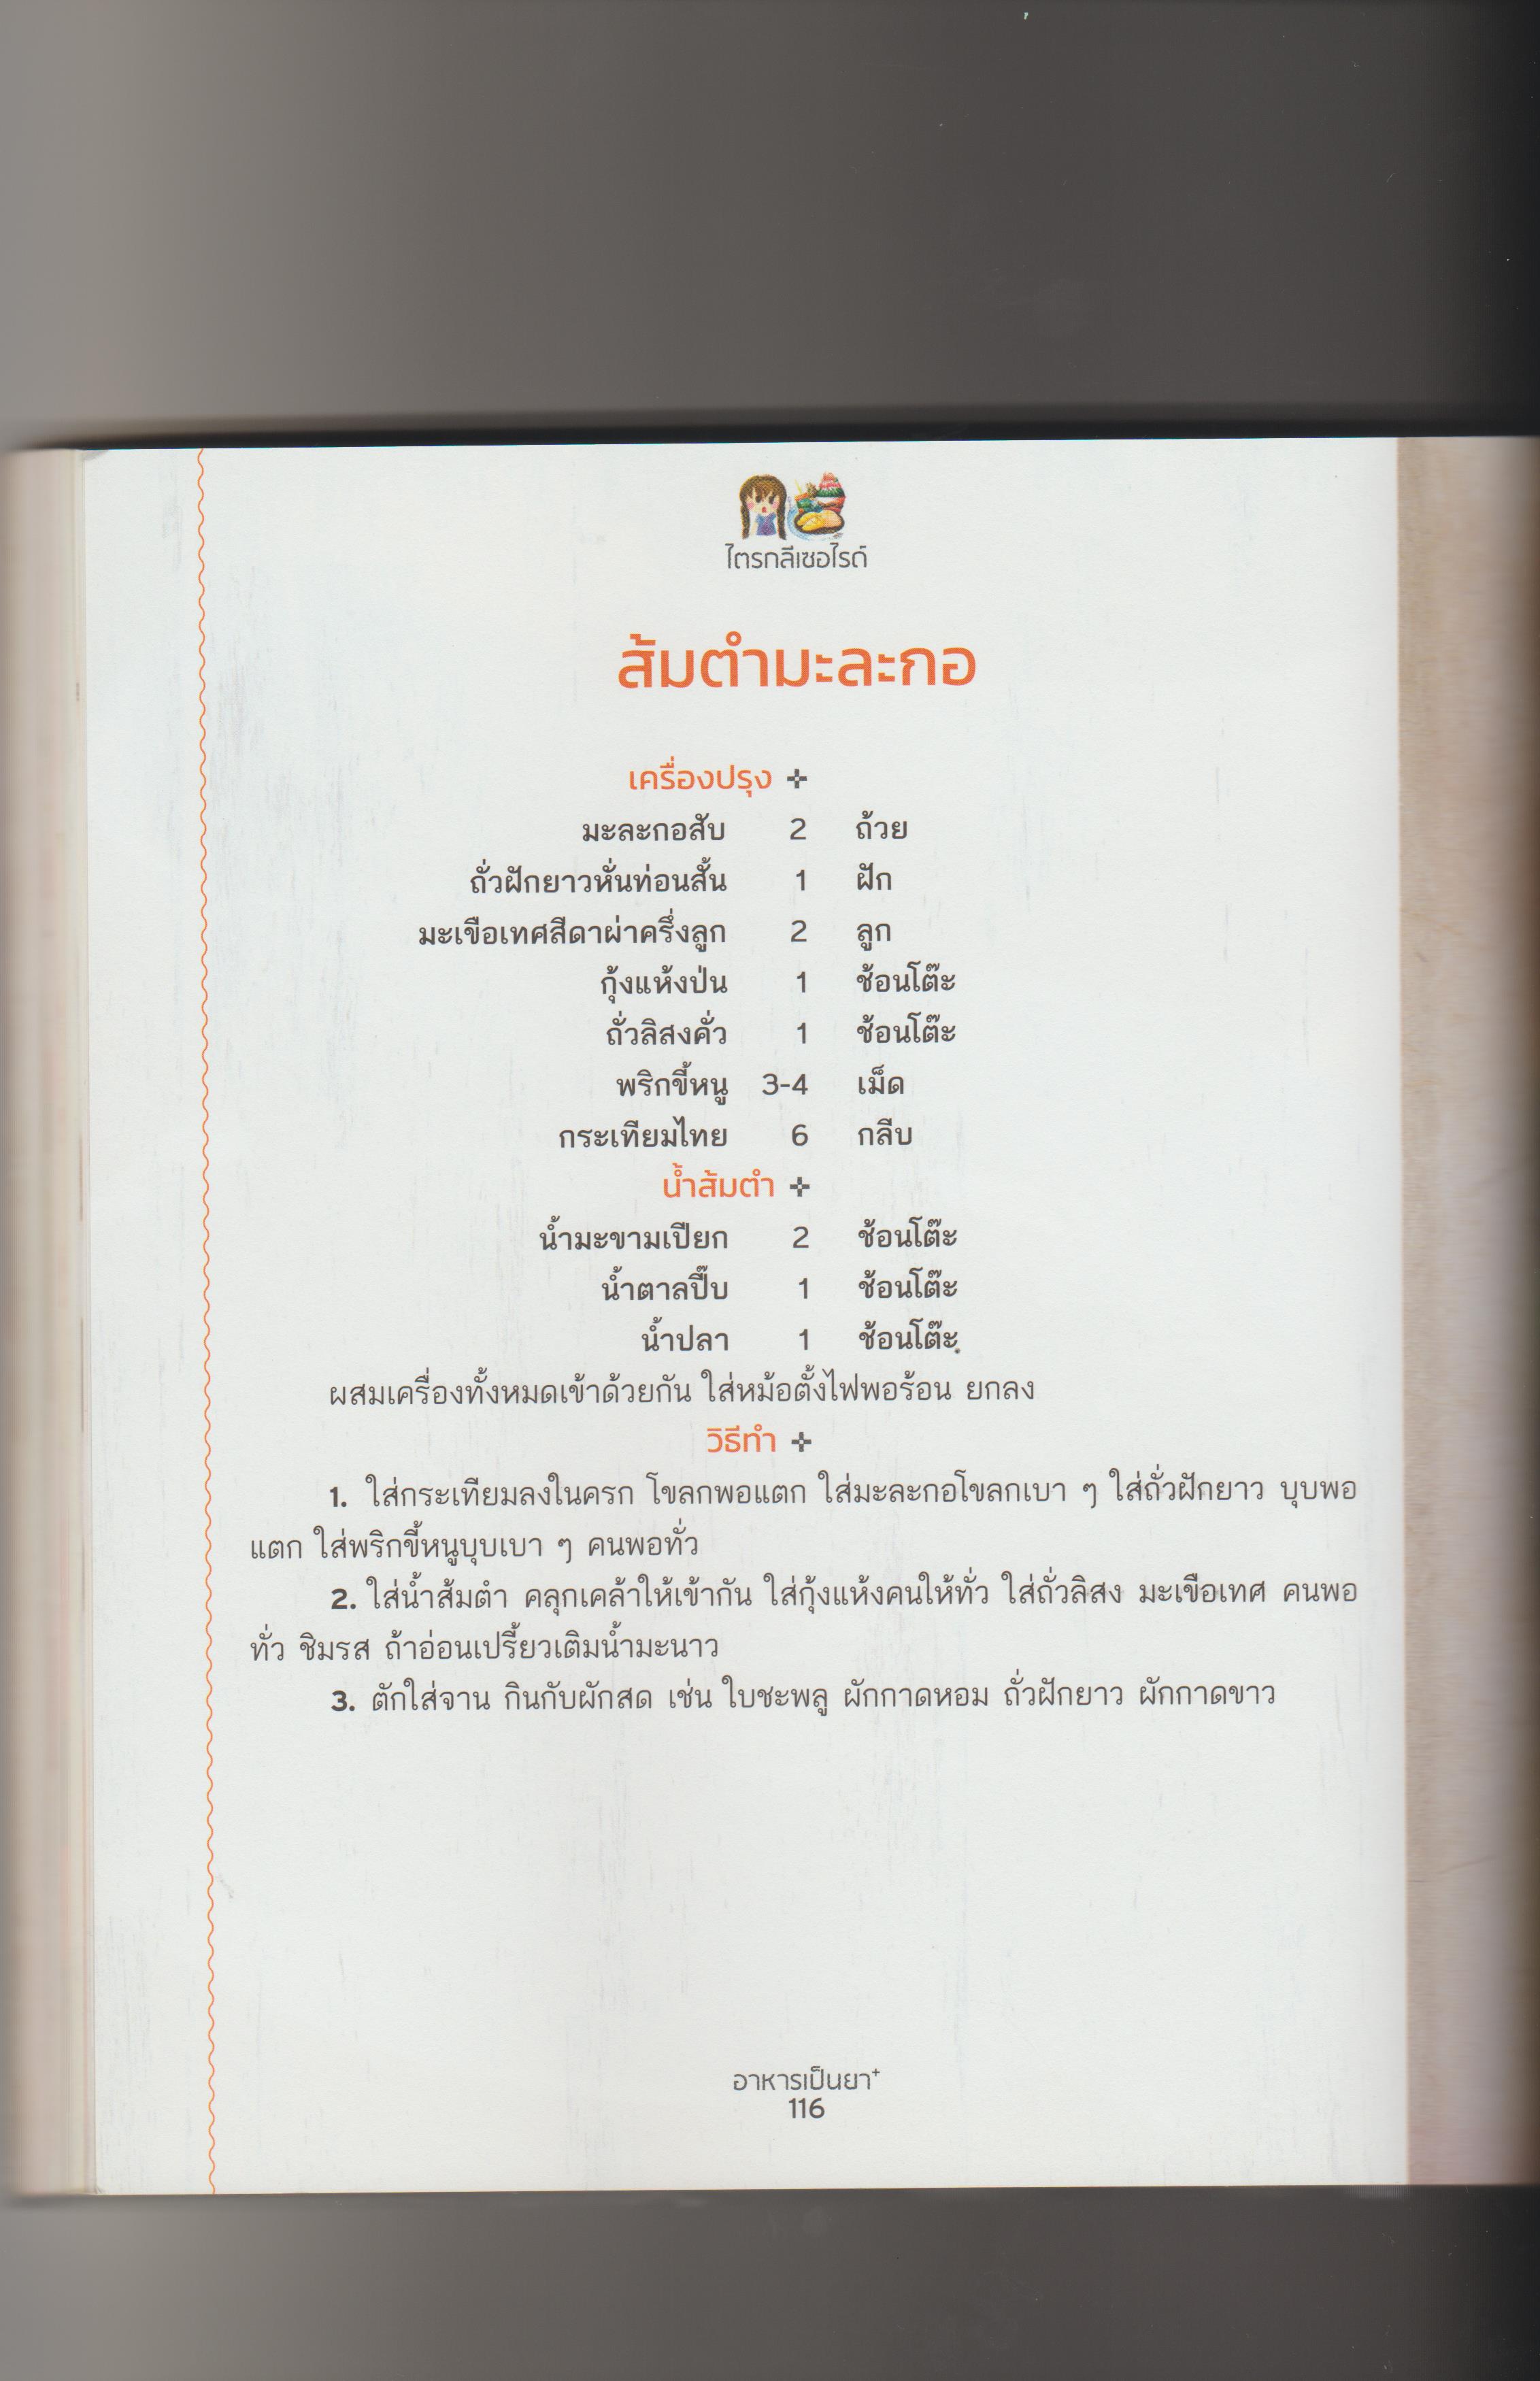 ไตรกลีเซอไรด์
ส้มตำมะละกอ
เครื่องปรุง
มะละกอสับ 2 ถ้วย
ถั่วฝักยาวหั่นท่อนสั้น 1 ฝัก
มะเขือเทศสีดาผ่าครึ่งลูก 2 ลูก
กุ้งแห้งป่น 1 ช้อนโต๊ะ
ถั่วลิสงคั่ว 1 ช้อนโต๊ะ
พริกขี้หนู 3-4 เม็ด
กระเทียมไทย 6 กลีบ
น้ำส้มตำ
น้ำมะขามเปียก 2 ช้อนโต๊ะ
น้ำตาลปี๊บ 1 ช้อนโต๊ะ
น้ำปลา 1 ช้อนโต๊ะ
ผสมเครื่องทั้งหมดเข้าด้วยกัน ใส่หม้อตั้งไฟพอร้อน ยกลง
วิธีทำ
1. ใส่กระเทียมลงในครก โขลกพอแตก ใส่มะละกอโขลกเบา ๆ ใส่ถั่วฝักยาว บุบพอ
แตก ใส่พริกขี้หนูบุบเบา ๆ คนพอทั่ว
2. ใส่น้ำส้มตำ คลุกเคล้าให้เข้ากัน ใส่กุ้งแห้งคนให้ทั่ว ใส่ถั่วลิสง มะเขือเทศ คนพอ
ทั่ว ชิมรส ถ้าอ่อนเปรี้ยวเติมน้ำมะนาว
3. ตักใส่จาน กินกับผักสด เช่น ใบชะพลู ผักกาดหอม ถั่วฝักยาว ผักกาดขาว
อาหารเป็นยา+
116